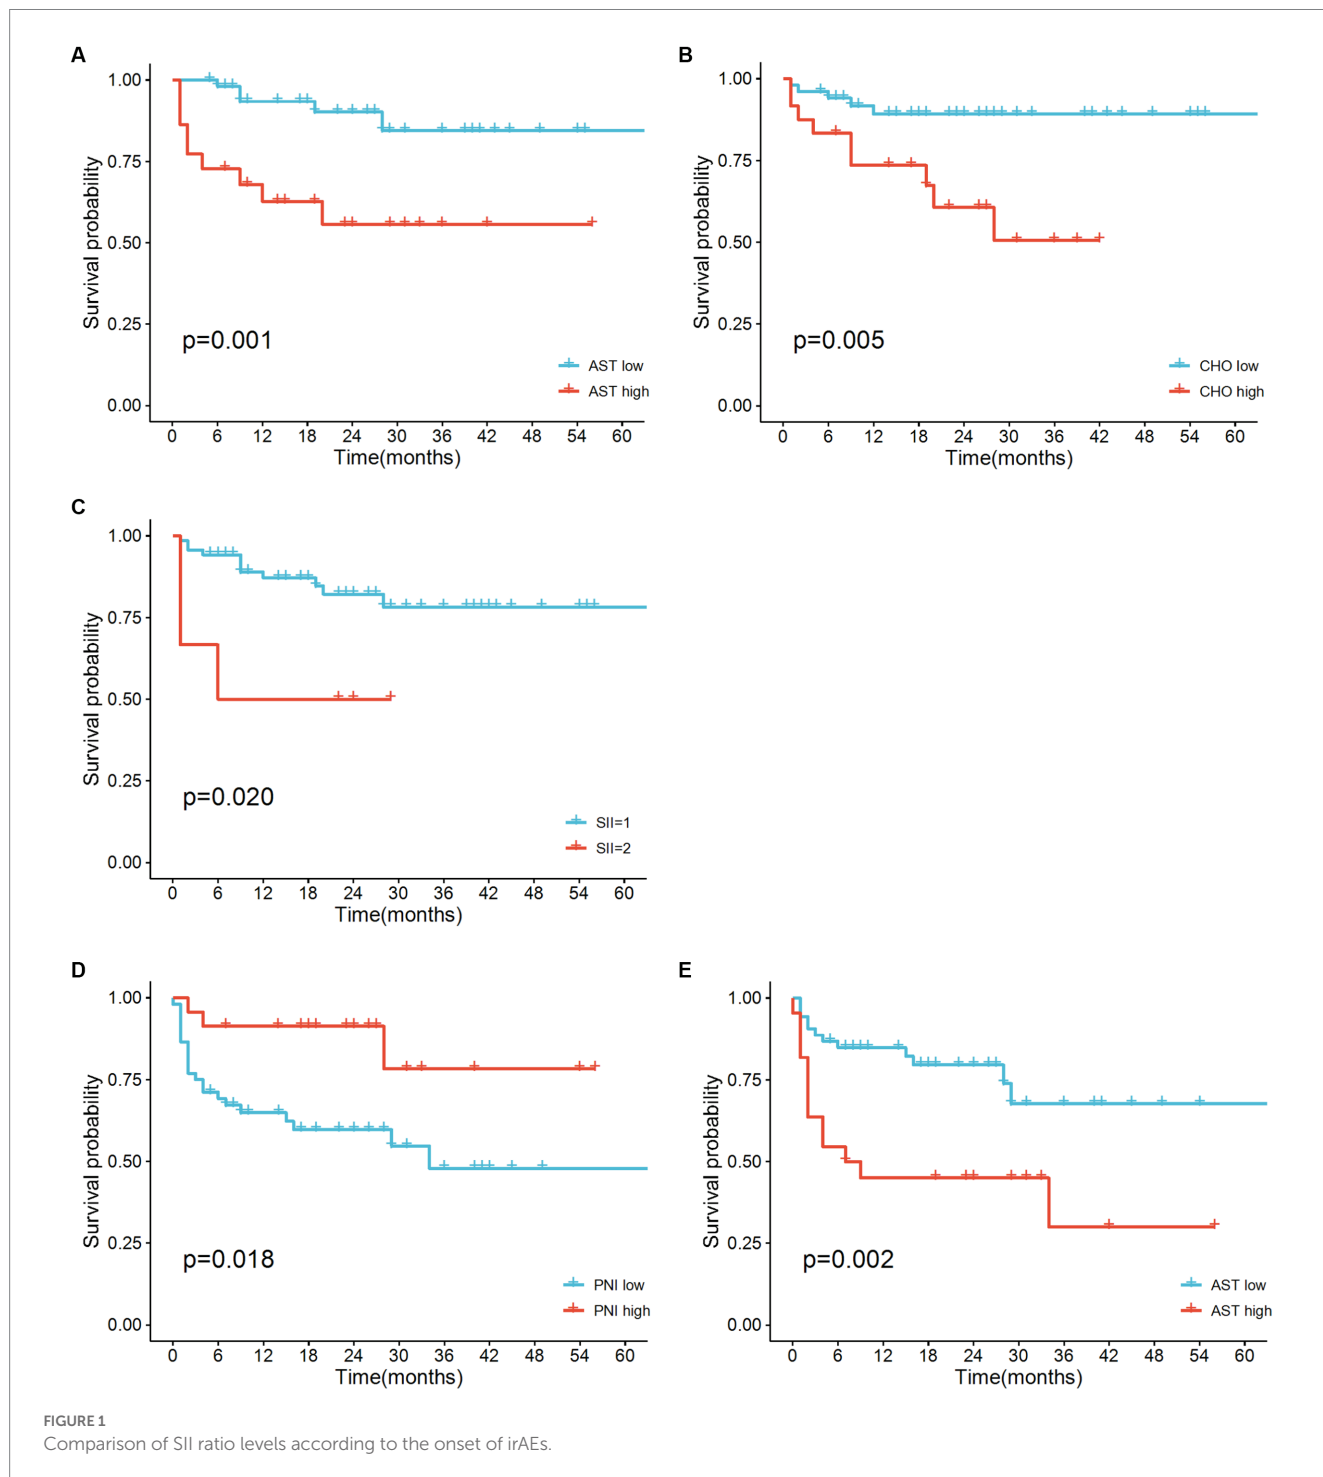 A
1.00
0.75
0.50
0.25
0.00
Survival probability
p=0.001
AST low
AST high
0 6 12 18 24 30 36 42 48 54 60
Time(months)
B
1.00
0.75
0.50
0.25
0.00
Survival probability
p=0.005
CHO low
CHO high
0 6 12 18 24 30 36 42 48 54 60
Time(months)
C
1.00
0.75
0.50
0.25
0.00
Survival probability
p=0.020
SII=1
SII=2
0 6 12 18 24 30 36 42 48 54 60
Time(months)
D
1.00
0.75
0.50
0.25
0.00
Survival probability
p=0.018
PNI low
PNI high
0 6 12 18 24 30 36 42 48 54 60
Time(months)
E
1.00
0.75
0.50
0.25
0.00
Survival probability
p=0.002
AST low
AST high
0 6 12 18 24 30 36 42 48 54 60
Time(months)
FIGURE 1
Comparison of SII ratio levels according to the onset of irAEs.